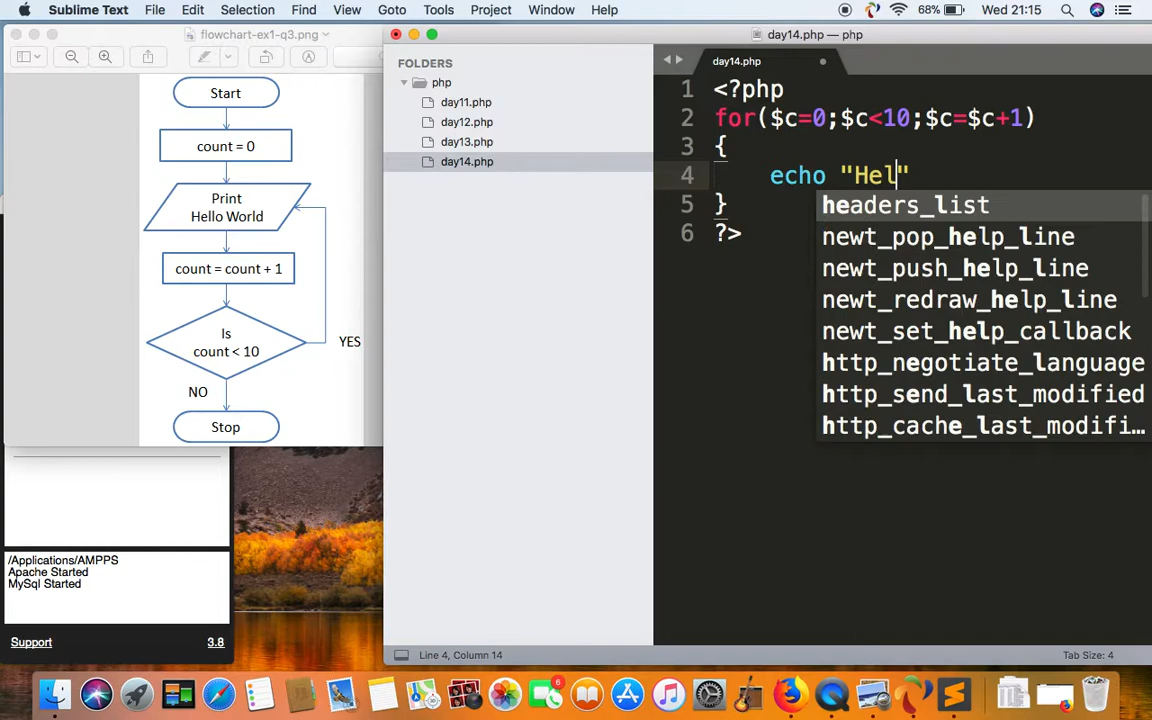 Sublime Text File Edit Selection Find View Goto Tools Project Window Help 68% Wed 21:15
flowchart-ex1-q3.png
Start
count = 0
Print
Hello World
count = count + 1
Is
count < 10
YES
NO
Stop
/Applications/AMPPS
Apache Started
MySql Started
Support 3.8
day14.php — php
FOLDERS
php
day11.php
day12.php
day13.php
day14.php
day14.php
1 <?php
2 for($c=0;$c<10;$c=$c+1)
3 {
4 echo "Hel"
5 }
6 ?>
headers_list
newt_pop_help_line
newt_push_help_line
newt_redraw_help_line
newt_set_help_callback
http_negotiate_language
http_send_last_modified
http_cache_last_modifi...
Line 4, Column 14 Tab Size: 4
6